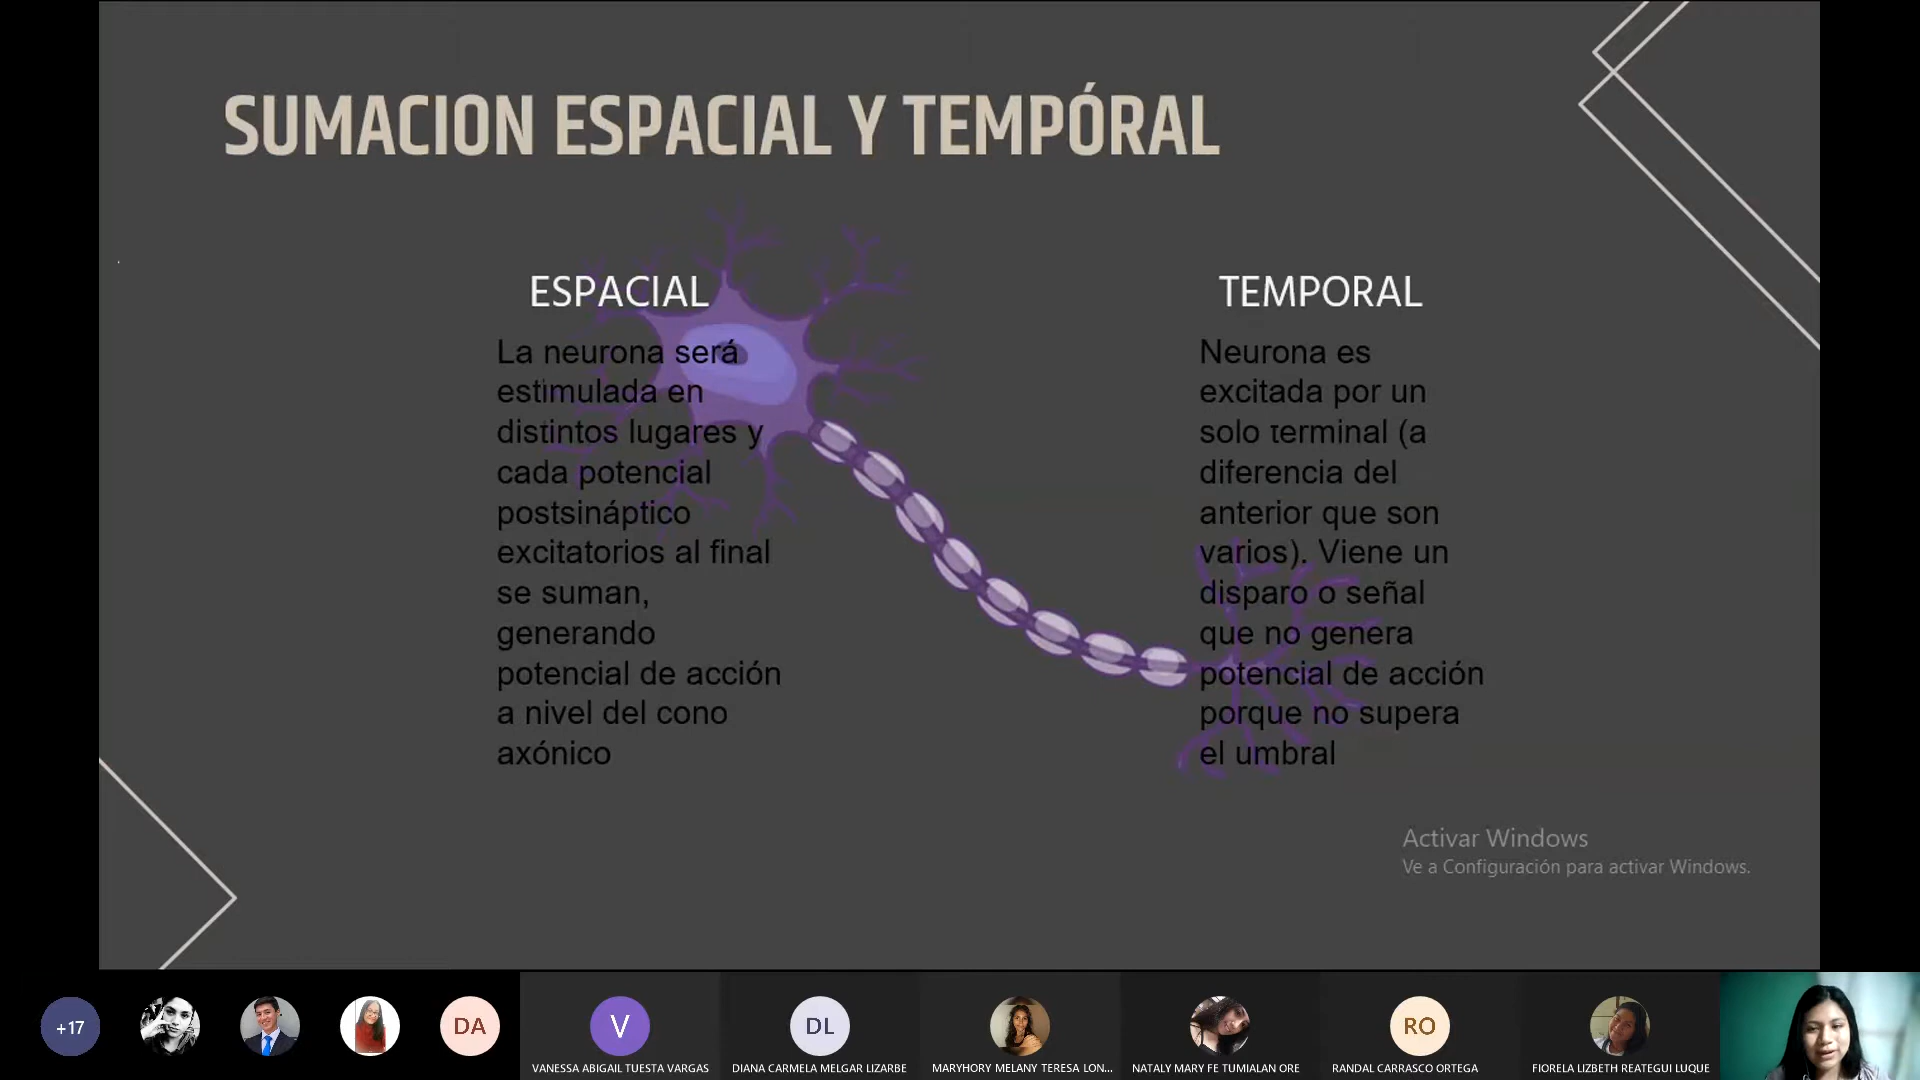 SUMACION ESPACIAL Y TEMPÓRAL
ESPACIAL
La neurona será
estimulada en
distintos lugares y
cada potencial
postsináptico
excitatorios al final
se suman,
generando
potencial de acción
a nivel del cono
axónico
TEMPORAL
Neurona es
excitada por un
solo terminal (a
diferencia del
anterior que son
varios). Viene un
disparo o señal
que no genera
potencial de acción
porque no supera
el umbral
Activar Windows
Ve a Configuración para activar Windows.
+17
DA
V
VANESSA ABIGAIL TUESTA VARGAS
DL
DIANA CARMELA MELGAR LIZARBE
MARYHORY MELANY TERESA LON...
NATALY MARY FE TUMIALAN ORE
RO
RANDAL CARRASCO ORTEGA
FIORELA LIZBETH REATEGUI LUQUE